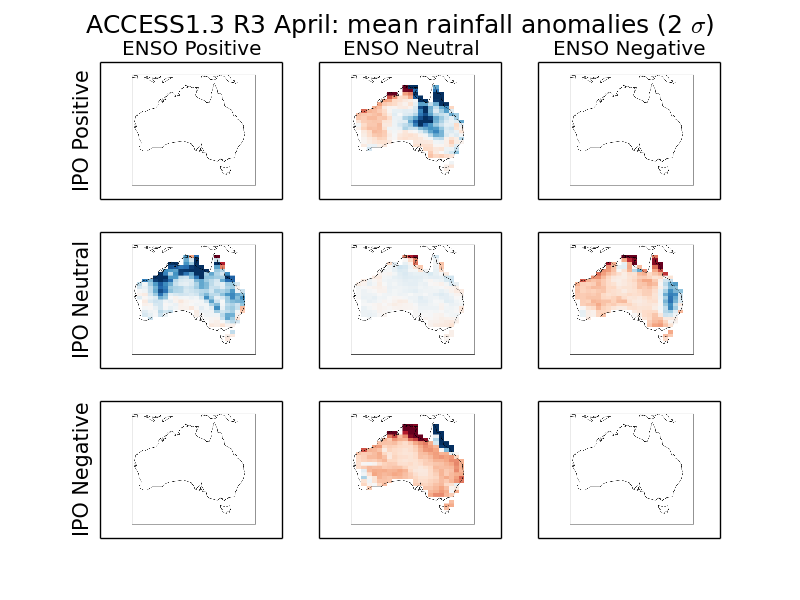 ACCESS1.3 R3 April: mean rainfall anomalies (2 σ)
ENSO Positive
ENSO Neutral
ENSO Negative
IPO Positive
IPO Neutral
IPO Negative